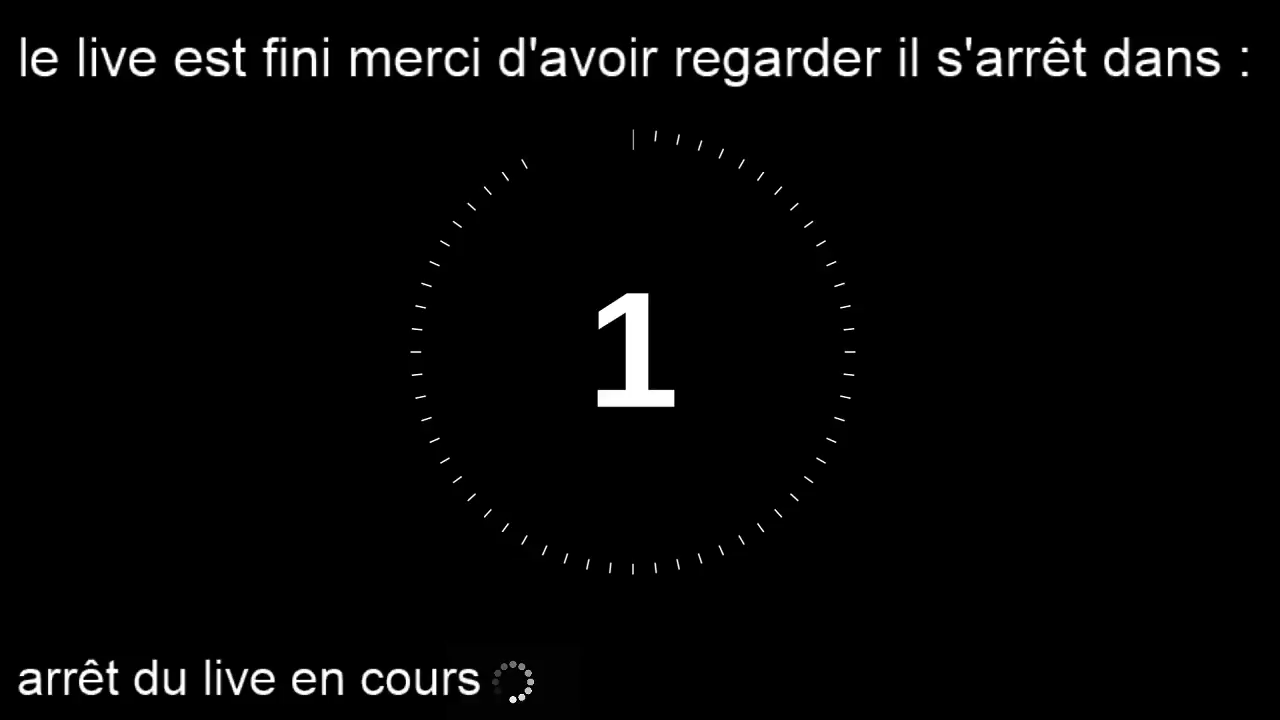 le live est fini merci d'avoir regarder il s'arrêt dans :
1
arrêt du live en cours